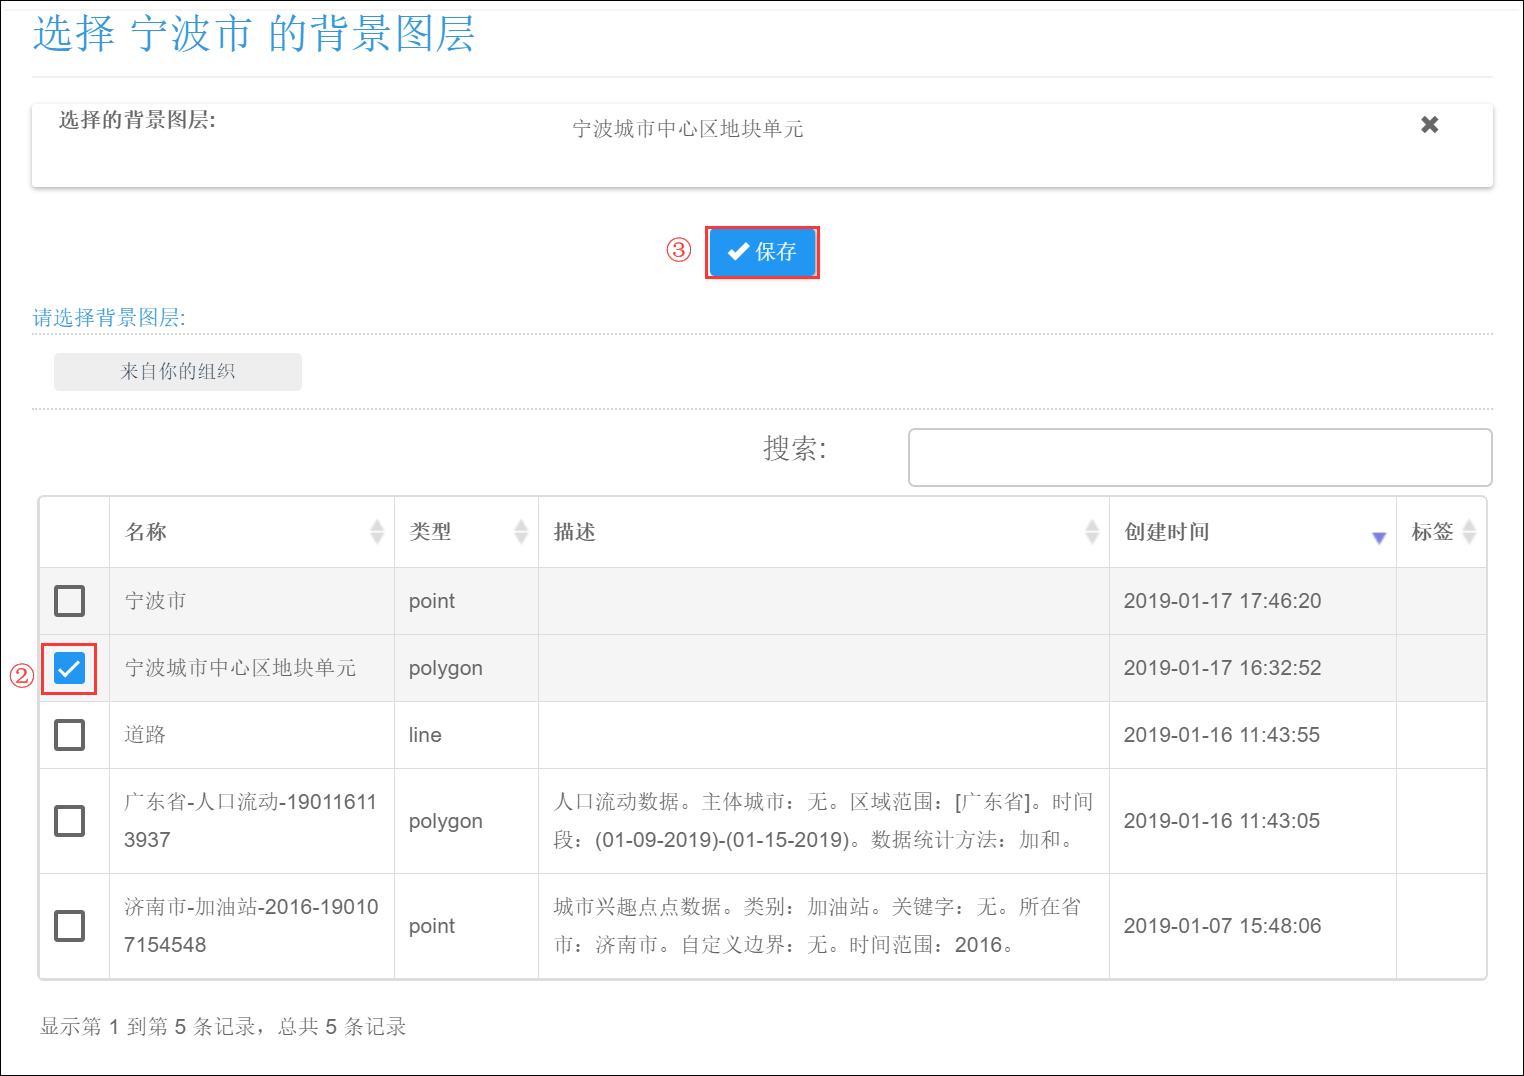 选择 宁波市 的背景图层
选择的背景图层:
宁波城市中心区地块单元
③ 保存
请选择背景图层:
来自你的组织
搜索:
名称 类型 描述 创建时间 标签
宁波市 point 2019-01-17 17:46:20
② 宁波城市中心区地块单元 polygon 2019-01-17 16:32:52
道路 line 2019-01-16 11:43:55
广东省-人口流动-19011611
3937
polygon
人口流动数据。主体城市：无。区域范围：[广东省]。时间
段：(01-09-2019)-(01-15-2019)。数据统计方法：加和。
2019-01-16 11:43:05
济南市-加油站-2016-19010
7154548
point
城市兴趣点点数据。类别：加油站。关键字：无。所在省
市：济南市。自定义边界：无。时间范围：2016。
2019-01-07 15:48:06
显示第 1 到第 5 条记录，总共 5 条记录